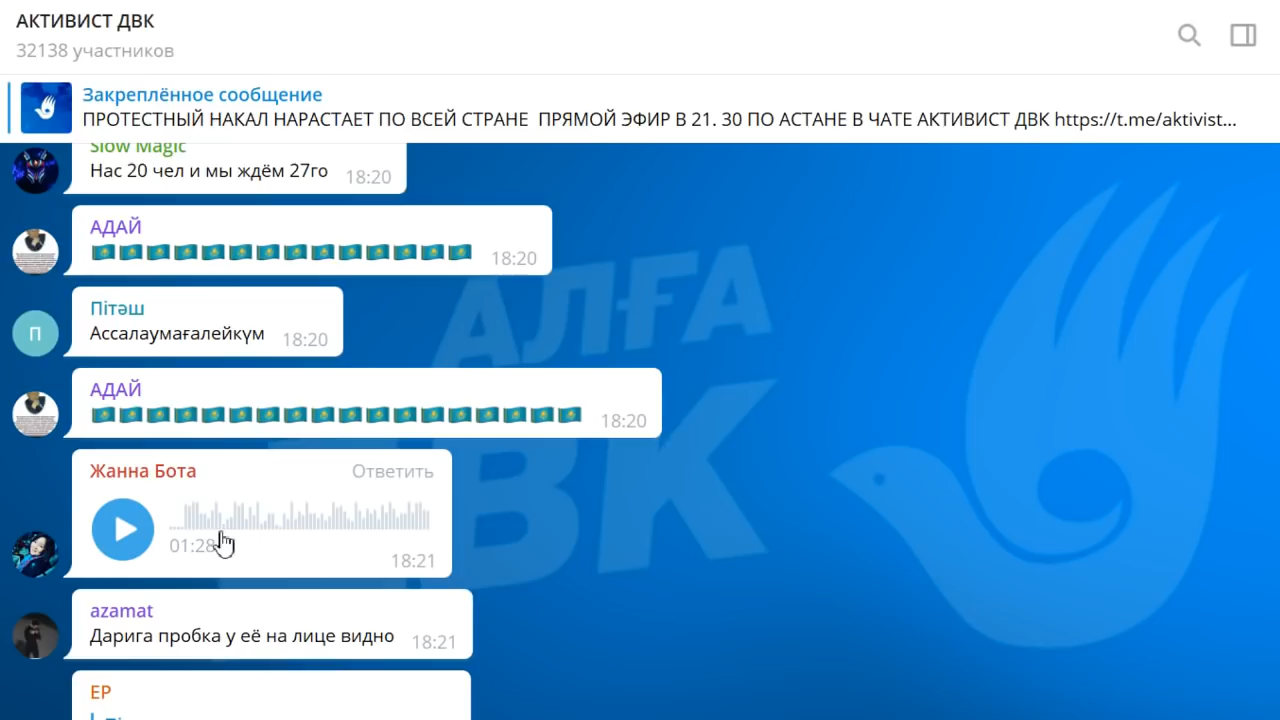 АКТИВИСТ ДВК
32138 участников
Закреплённое сообщение
ПРОТЕСТНЫЙ НАКАЛ НАРАСТАЕТ ПО ВСЕЙ СТРАНЕ ПРЯМОЙ ЭФИР В 21. 30 ПО АСТАНЕ В ЧАТЕ АКТИВИСТ ДВК https://t.me/aktivist...
Slow Magic
Нас 20 чел и мы ждём 27го 18:20
АДАЙ
18:20
Пітәш
Ассалаумағалейкүм 18:20
АДАЙ
18:20
Жанна Бота Ответить
01:28
18:21
azamat
Дарига пробка у её на лице видно 18:21
ЕР
АЛҒА
ДВК